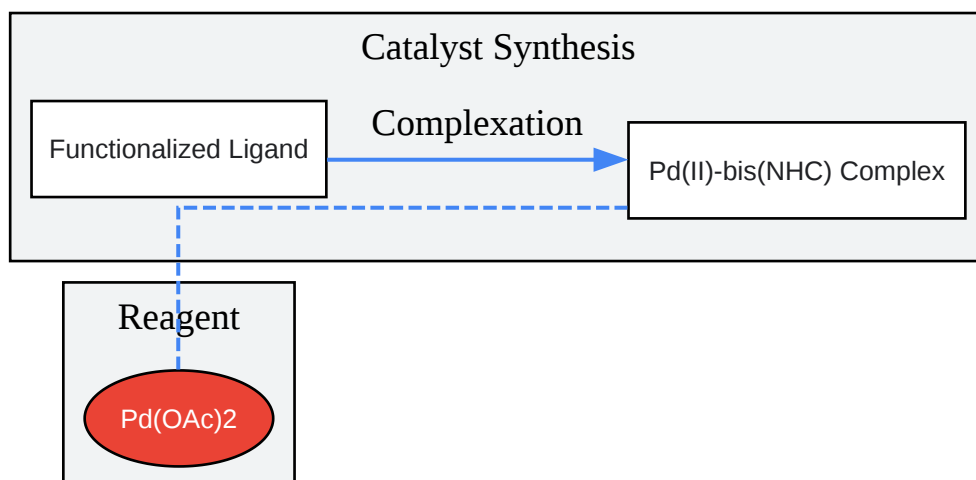 Catalyst Synthesis
Complexation
Functionalized Ligand
Pd(II)-bis(NHC) Complex
Reagent
Pd(OAc)2